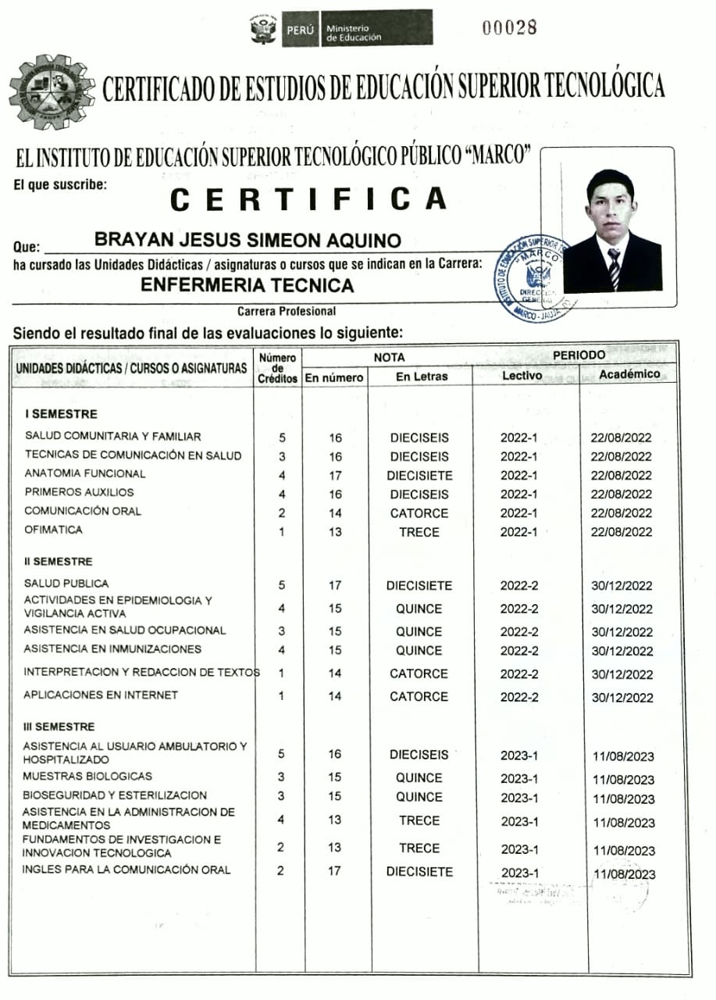 PERÚ Ministerio de Educación
00028
CERTIFICADO DE ESTUDIOS DE EDUCACIÓN SUPERIOR TECNOLÓGICA
EL INSTITUTO DE EDUCACIÓN SUPERIOR TECNOLÓGICO PÚBLICO “MARCO”
El que suscribe:
CERTIFICA
Que: BRAYAN JESUS SIMEON AQUINO
ha cursado las Unidades Didácticas / asignaturas o cursos que se indican en la Carrera:
ENFERMERIA TECNICA
Carrera Profesional
"MARCO"
DIRECCIÓN
GENERAL
MARCO - JAUJA
Siendo el resultado final de las evaluaciones lo siguiente:
UNIDADES DIDÁCTICAS / CURSOS O ASIGNATURAS Número de Créditos NOTA PERIODO
En número En Letras Lectivo Académico
I SEMESTRE
SALUD COMUNITARIA Y FAMILIAR 5 16 DIECISEIS 2022-1 22/08/2022
TECNICAS DE COMUNICACIÓN EN SALUD 3 16 DIECISEIS 2022-1 22/08/2022
ANATOMIA FUNCIONAL 4 17 DIECISIETE 2022-1 22/08/2022
PRIMEROS AUXILIOS 4 16 DIECISEIS 2022-1 22/08/2022
COMUNICACIÓN ORAL 2 14 CATORCE 2022-1 22/08/2022
OFIMATICA 1 13 TRECE 2022-1 22/08/2022
II SEMESTRE
SALUD PUBLICA 5 17 DIECISIETE 2022-2 30/12/2022
ACTIVIDADES EN EPIDEMIOLOGIA Y
VIGILANCIA ACTIVA 4 15 QUINCE 2022-2 30/12/2022
ASISTENCIA EN SALUD OCUPACIONAL 3 15 QUINCE 2022-2 30/12/2022
ASISTENCIA EN INMUNIZACIONES 4 15 QUINCE 2022-2 30/12/2022
INTERPRETACION Y REDACCION DE TEXTOS 1 14 CATORCE 2022-2 30/12/2022
APLICACIONES EN INTERNET 1 14 CATORCE 2022-2 30/12/2022
III SEMESTRE
ASISTENCIA AL USUARIO AMBULATORIO Y
HOSPITALIZADO 5 16 DIECISEIS 2023-1 11/08/2023
MUESTRAS BIOLOGICAS 3 15 QUINCE 2023-1 11/08/2023
BIOSEGURIDAD Y ESTERILIZACION 3 15 QUINCE 2023-1 11/08/2023
ASISTENCIA EN LA ADMINISTRACION DE
MEDICAMENTOS 4 13 TRECE 2023-1 11/08/2023
FUNDAMENTOS DE INVESTIGACION E
INNOVACION TECNOLOGICA 2 13 TRECE 2023-1 11/08/2023
INGLES PARA LA COMUNICACIÓN ORAL 2 17 DIECISIETE 2023-1 11/08/2023